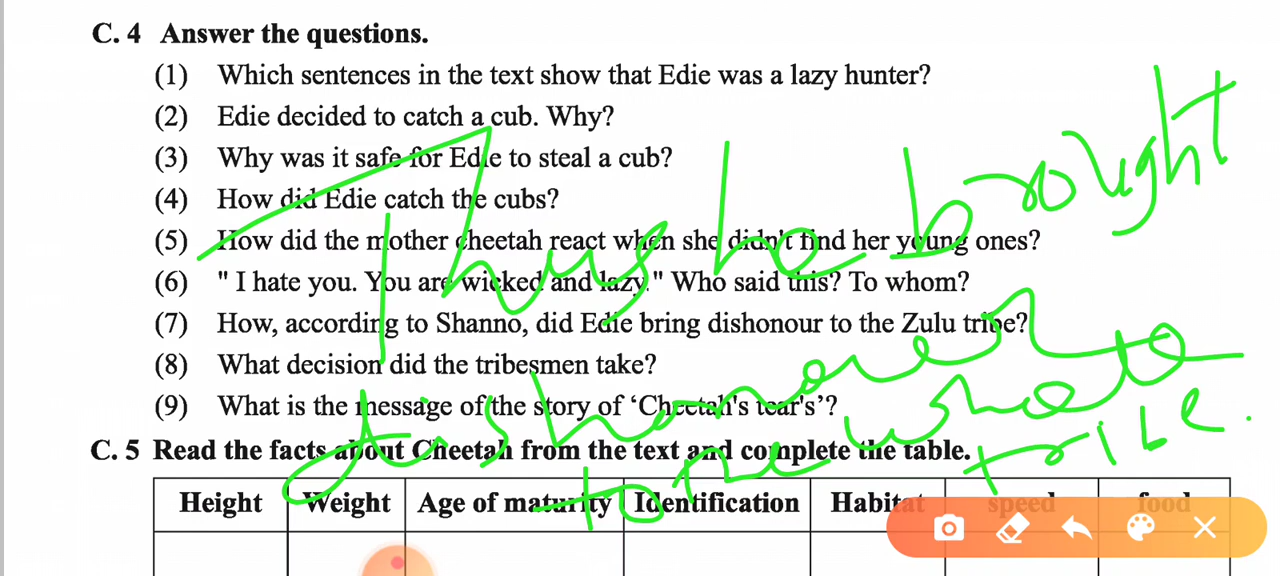 C. 4 Answer the questions.
(1) Which sentences in the text show that Edie was a lazy hunter?
(2) Edie decided to catch a cub. Why?
(3) Why was it safe for Edie to steal a cub?
(4) How did Edie catch the cubs?
(5) How did the mother cheetah react when she didn't find her young ones?
(6) " I hate you. You are wicked and lazy." Who said this? To whom?
(7) How, according to Shanno, did Edie bring dishonour to the Zulu tribe?
(8) What decision did the tribesmen take?
(9) What is the message of the story of ‘Cheetah's tear's’?
C. 5 Read the facts about Cheetah from the text and complete the table.
Height Weight Age of maturity Identification Habitat speed food
Thus he brought
dishonour to
to the whole
tribe.